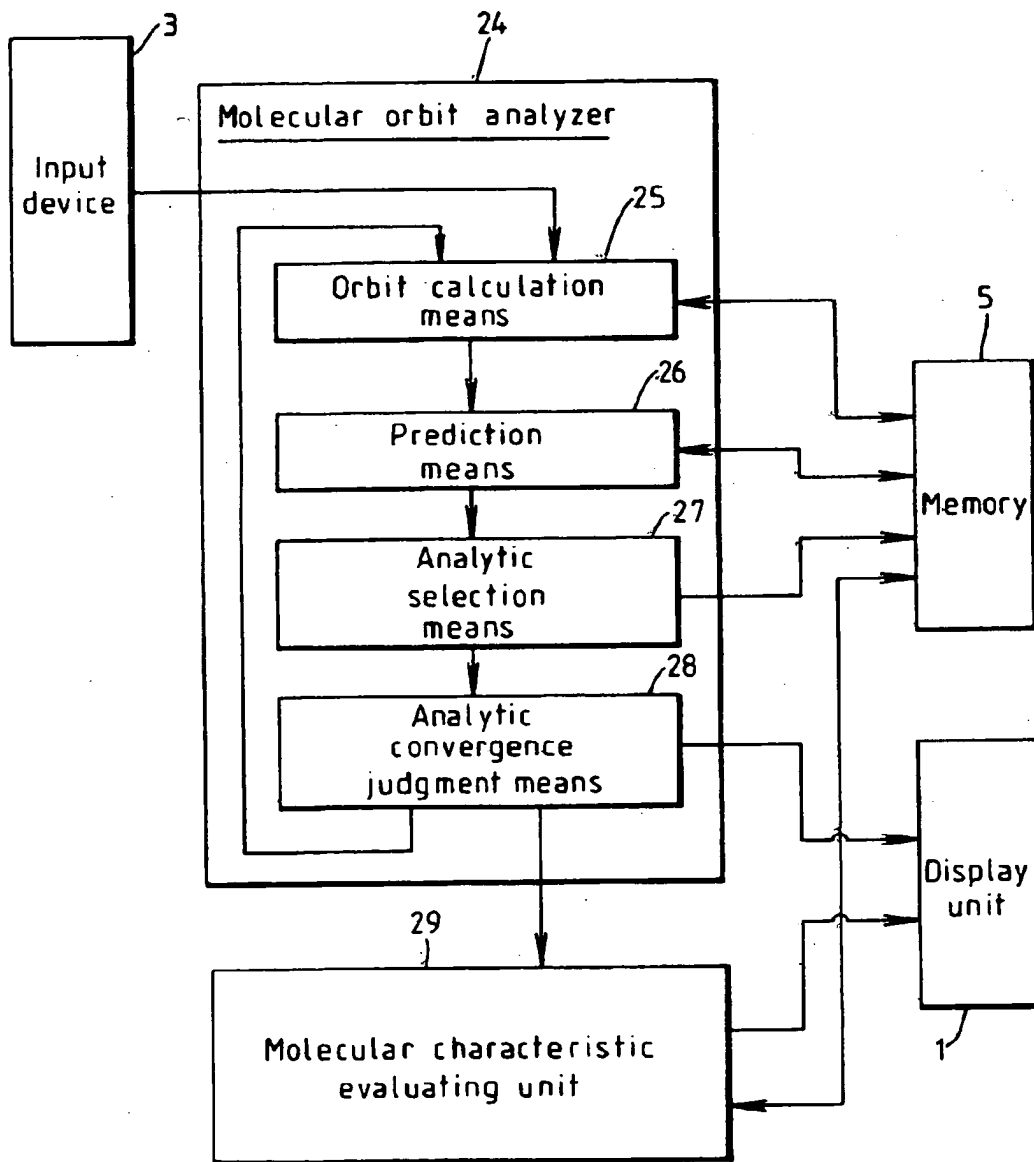 3
24
Molecular orbit analyzer
Input
device
25
Orbit calculation
means
5
26
Prediction
means
Memory
27
Analytic
selection
means
28
Analytic
convergence
judgment means
Display
unit
29
1
Molecular characteristic
evaluating unit